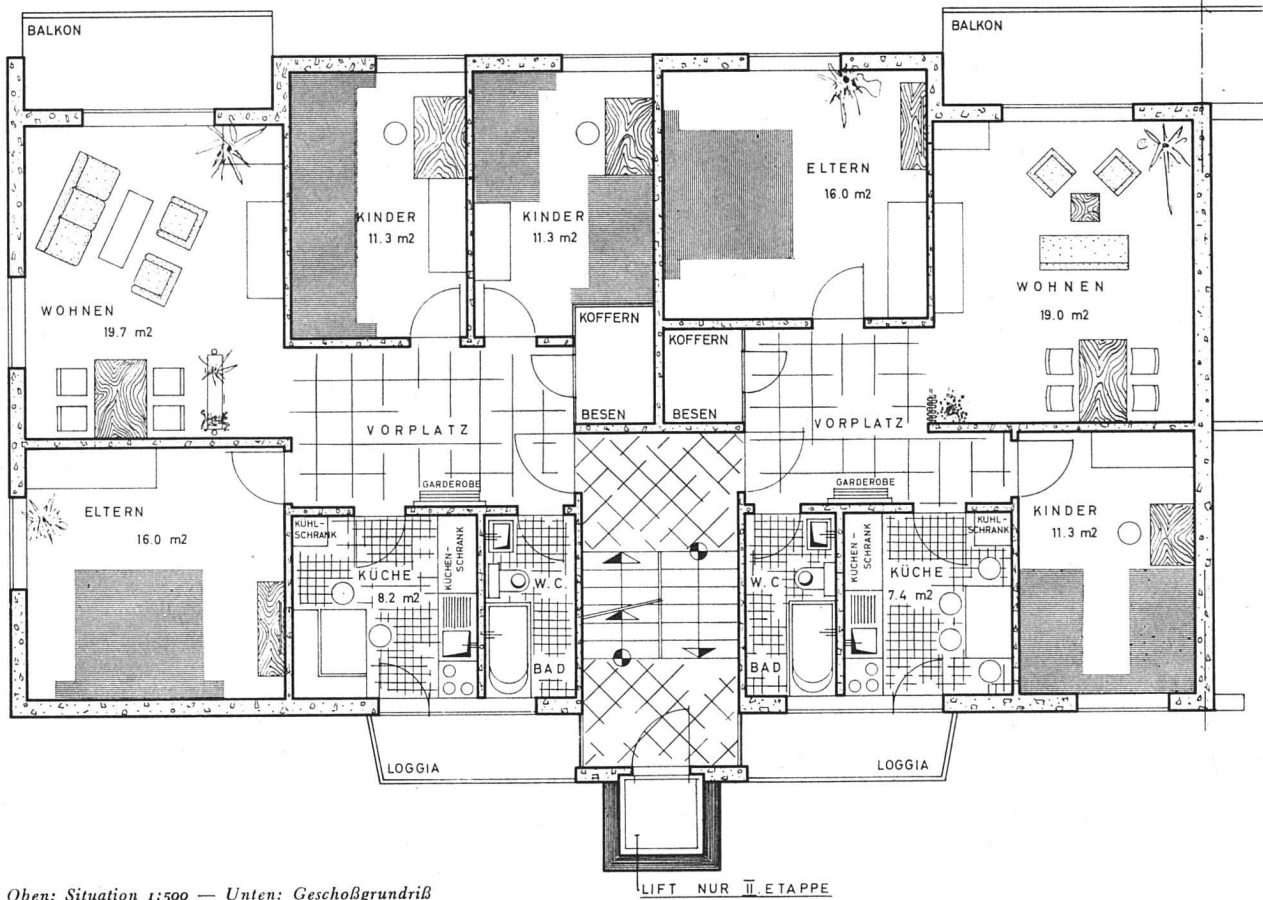 BALKON
BALKON
ELTERN
16.0 m2
KINDER
11.3 m2
KINDER
11.3 m2
WOHNEN
19.7 m2
WOHNEN
19.0 m2
KOFFERN
BESEN
KOFFERN
BESEN
VORPLATZ
VORPLATZ
GARDEROBE
GARDEROBE
ELTERN
16.0 m2
KÜHL-
SCHRANK
KÜCHEN-
SCHRANK
KÜCHE
8.2 m2
W.C.
BAD
W.C
BAD
KÜCHEN-
SCHRANK
KÜCHE
7.4 m2
KÜHL-
SCHRANK
KINDER
11.3 m2
LOGGIA
LOGGIA
LIFT NUR II. ETAPPE
Oben: Situation 1:500 — Unten: Geschoßgrundriß